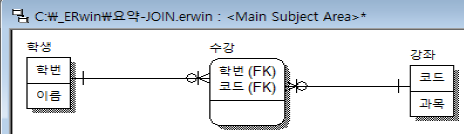 C:\_ERwin\요약-JOIN.erwin : <Main Subject Area>*
학생
수강
강좌
학번
이름
학번 (FK)
코드 (FK)
코드
과목